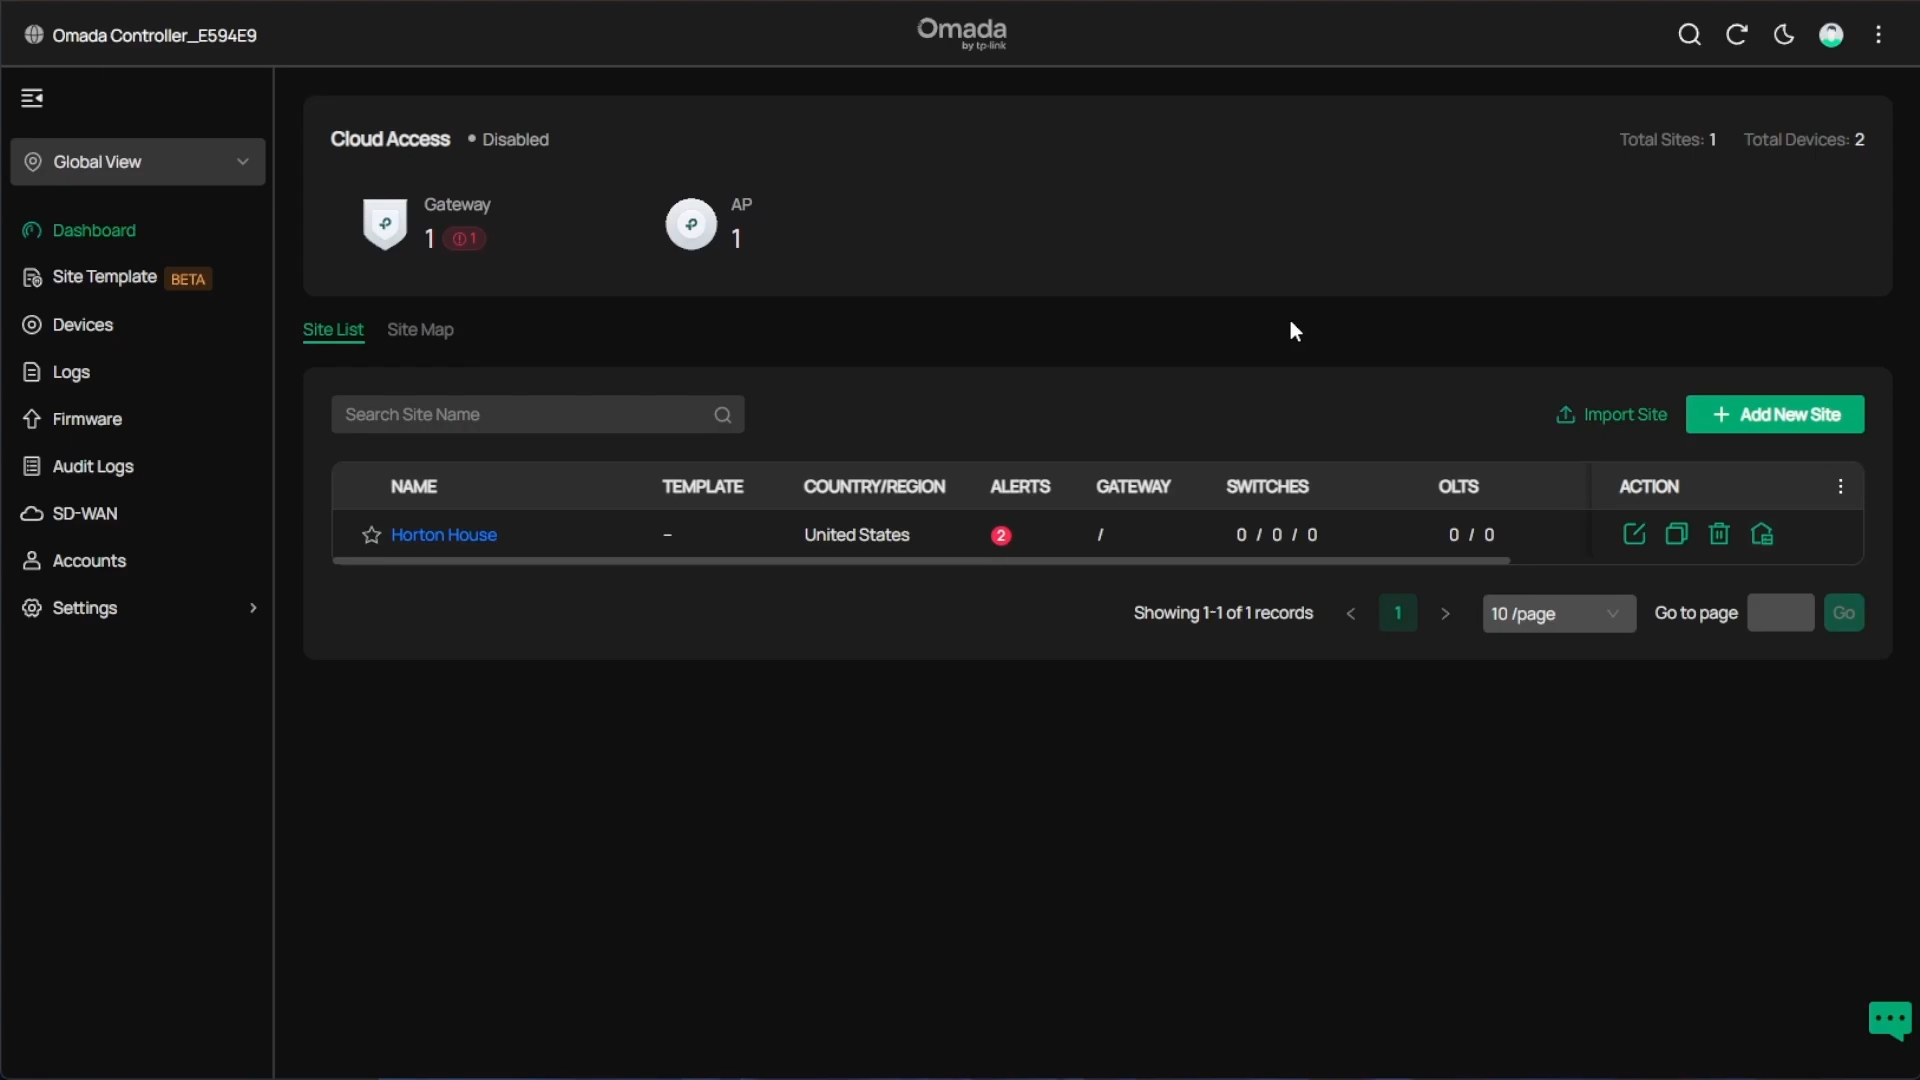 Omada Controller_E594E9
Omada
by tp-link
Global View
Dashboard
Site Template BETA
Devices
Logs
Firmware
Audit Logs
SD-WAN
Accounts
Settings
Cloud Access • Disabled
Total Sites: 1 Total Devices: 2
Gateway
1 1
AP
1
Site List Site Map
Search Site Name
Import Site
+ Add New Site
NAME TEMPLATE COUNTRY/REGION ALERTS GATEWAY SWITCHES OLTS ACTION
Horton House – United States 2 / 0 / 0 / 0 0 / 0
Showing 1-1 of 1 records < 1 > 10 /page Go to page Go